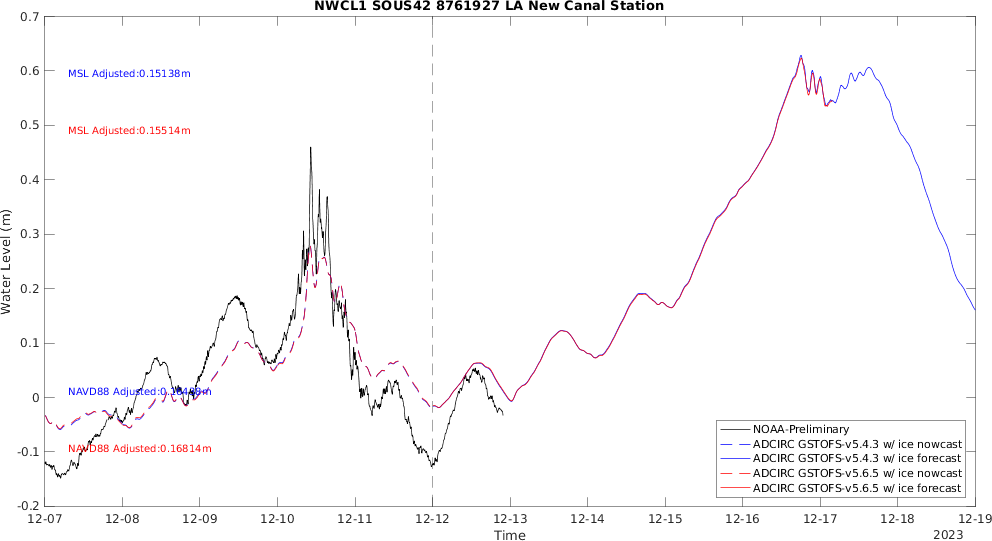 NWCL1 SOUS42 8761927 LA New Canal Station
Water Level (m)
0.7
0.6
0.5
0.4
0.3
0.2
0.1
0
-0.1
-0.2
MSL Adjusted:0.15138m
MSL Adjusted:0.15514m
NAVD88 Adjusted:
NAVD88 Adjusted:0.16814m
NOAA-Preliminary
ADCIRC GSTOFS-v5.4.3 w/ ice nowcast
ADCIRC GSTOFS-v5.4.3 w/ ice forecast
ADCIRC GSTOFS-v5.6.5 w/ ice nowcast
ADCIRC GSTOFS-v5.6.5 w/ ice forecast
12-07 12-08 12-09 12-10 12-11 12-12 12-13 12-14 12-15 12-16 12-17 12-18 12-19
Time
2023